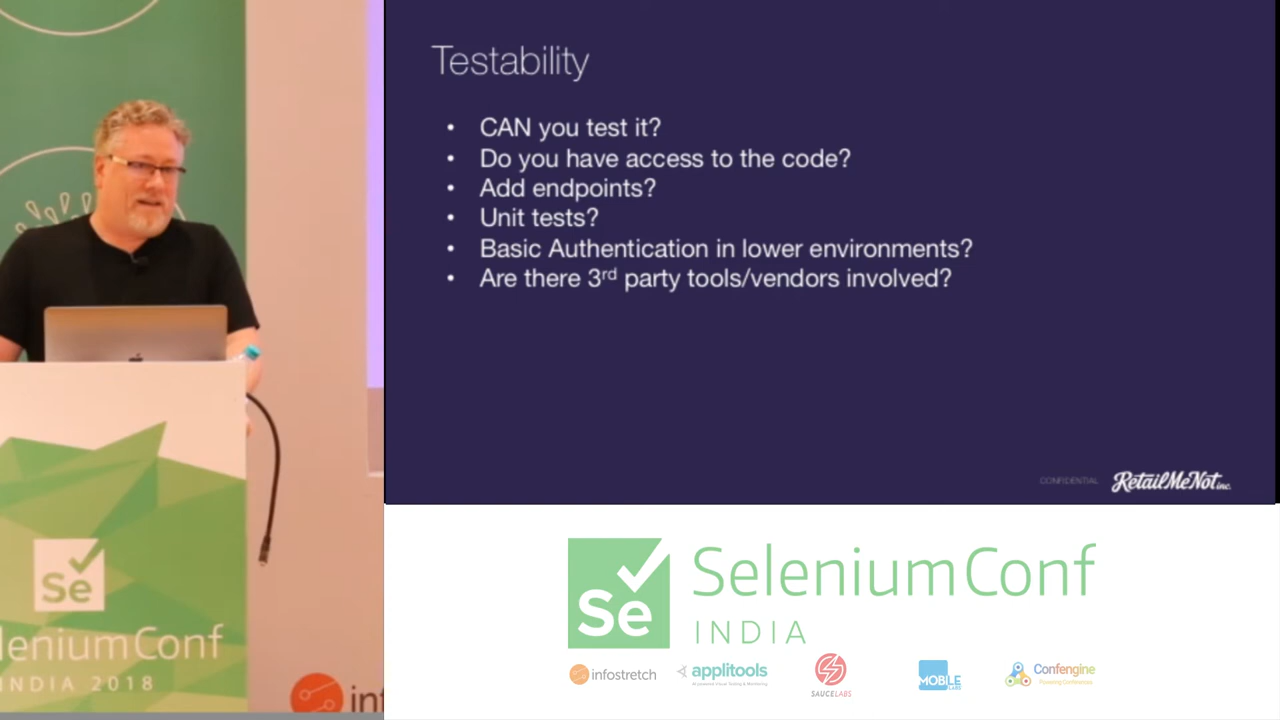 Testability
• CAN you test it?
• Do you have access to the code?
• Add endpoints?
• Unit tests?
• Basic Authentication in lower environments?
• Are there 3rd party tools/vendors involved?
CONFIDENTIAL RetailMeNot inc.
Se SeleniumConf
INDIA
infostretch applitools SAUCELABS MOBILE LABS Confengine
Se
leniumConf
INDIA 2018
inf